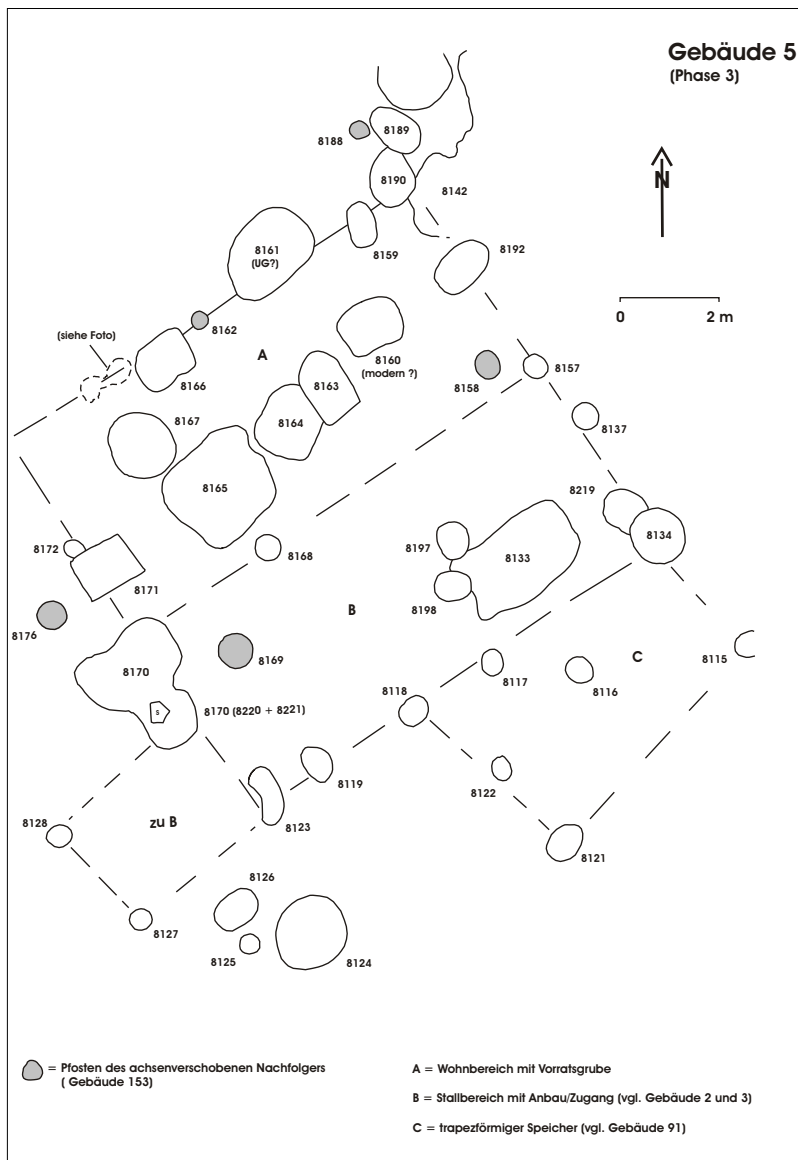 Gebäude 5
(Phase 3)
8188
8189
8190
8142
N
8161
(UG?)
8159
8192
0 2 m
8162
(siehe Foto)
A
8160
(modern ?)
8166
8163
8158
8157
8167
8164
8137
8165
8219
8134
8172
8168
8197
8133
8171
8198
B
8176
8170
8169
C
8115
8117
8116
s
8170 (8220 + 8221)
8118
8119
8122
8128
zu B
8123
8121
8126
8127
8125
8124
= Pfosten des achsenverschobenen Nachfolgers
( Gebäude 153)
A = Wohnbereich mit Vorratsgrube
B = Stallbereich mit Anbau/Zugang (vgl. Gebäude 2 und 3)
C = trapezförmiger Speicher (vgl. Gebäude 91)